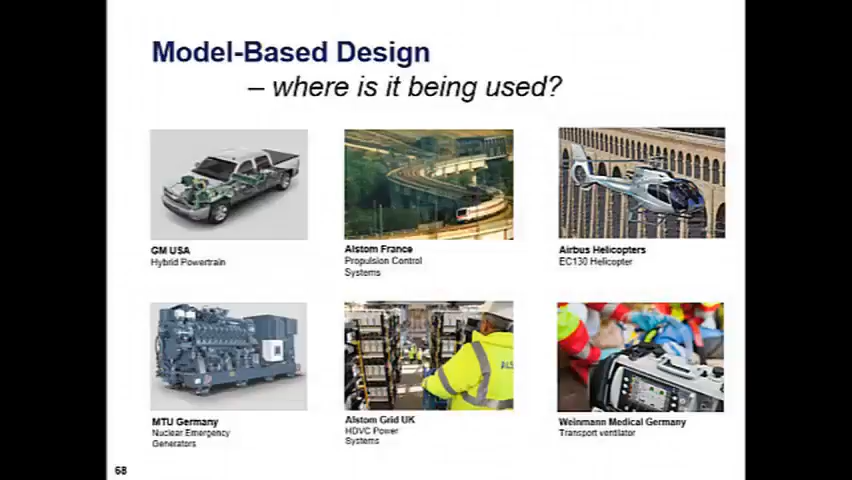 Model-Based Design
– where is it being used?
GM USA
Hybrid Powertrain
Alstom France
Propulsion Control
Systems
Airbus Helicopters
EC130 Helicopter
MTU Germany
Nuclear Emergency
Generators
Alstom Grid UK
HDVC Power
Systems
Weinmann Medical Germany
Transport ventilator
68